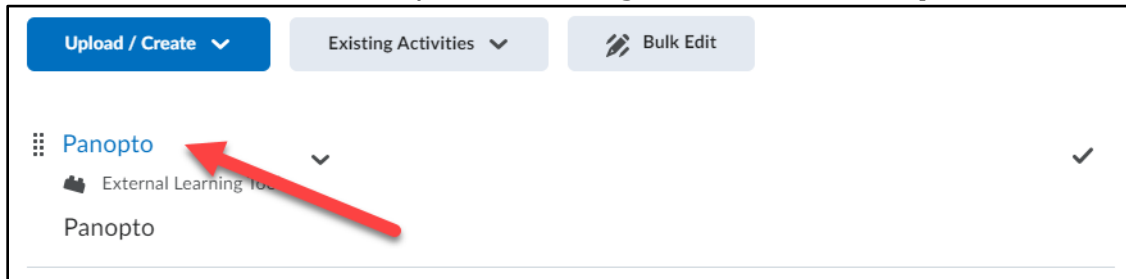 Upload / Create
Existing Activities
Bulk Edit
Panopto
External Learning
Panopto